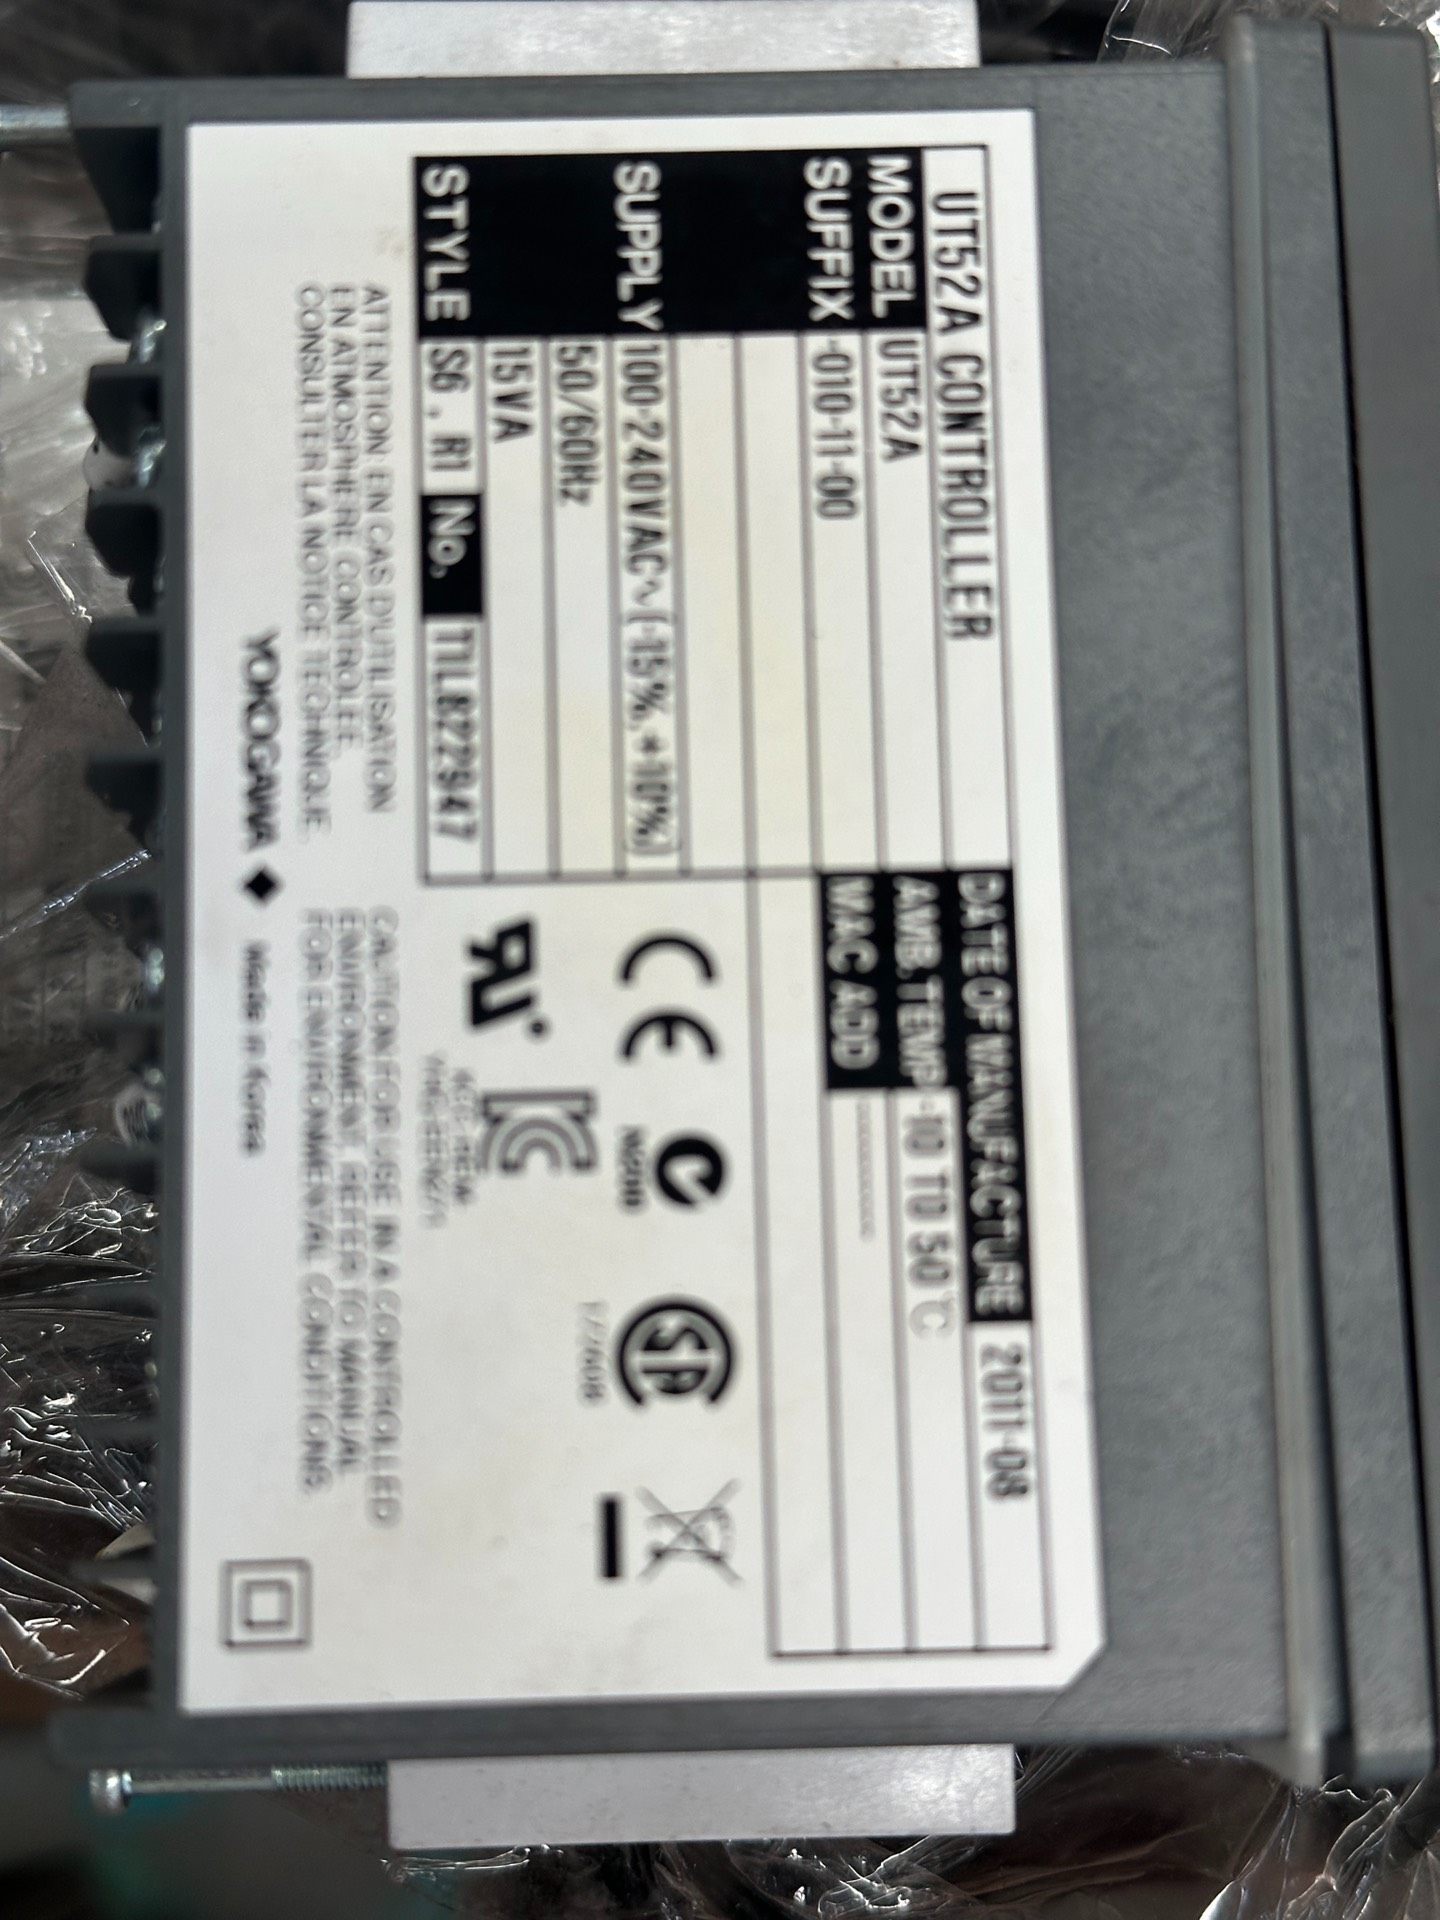 UT52A CONTROLLER
MODEL UT52A
SUFFIX -010-11-00
SUPPLY 100-240VAC∿(-15%,+10%)
50/60Hz
15VA
STYLE S6 . R1 No. T1L822947
DATE OF MANUFACTURE 2011-08
AMB. TEMP -10 TO 50℃
MAC ADD
CE
N200
SA
ATTENTION EN CAS D'UTILISATION
EN ATMOSPHERE CONTROLEE.
CONSULTER LA NOTICE TECHNIQUE.
CAUTION FOR USE IN A CONTROLLED
ENVIRONMENT, REFER TO MANUAL
FOR ENVIRONMENTAL CONDITIONS.
YOKOGAWA ◆ Made in Korea